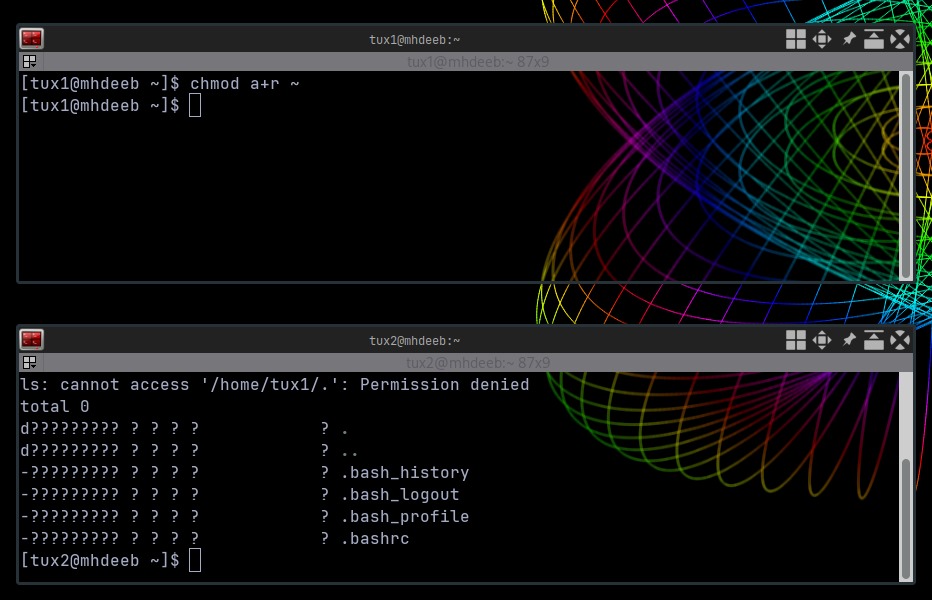 tux1@mhdeeb:~
tux1@mhdeeb:~ 87x9
[tux1@mhdeeb ~]$ chmod a+r ~
[tux1@mhdeeb ~]$
tux2@mhdeeb:~
tux2@mhdeeb:~ 87x9
ls: cannot access '/home/tux1/.': Permission denied
total 0
d????????? ? ? ? ?            ? .
d????????? ? ? ? ?            ? ..
-????????? ? ? ? ?            ? .bash_history
-????????? ? ? ? ?            ? .bash_logout
-????????? ? ? ? ?            ? .bash_profile
-????????? ? ? ? ?            ? .bashrc
[tux2@mhdeeb ~]$